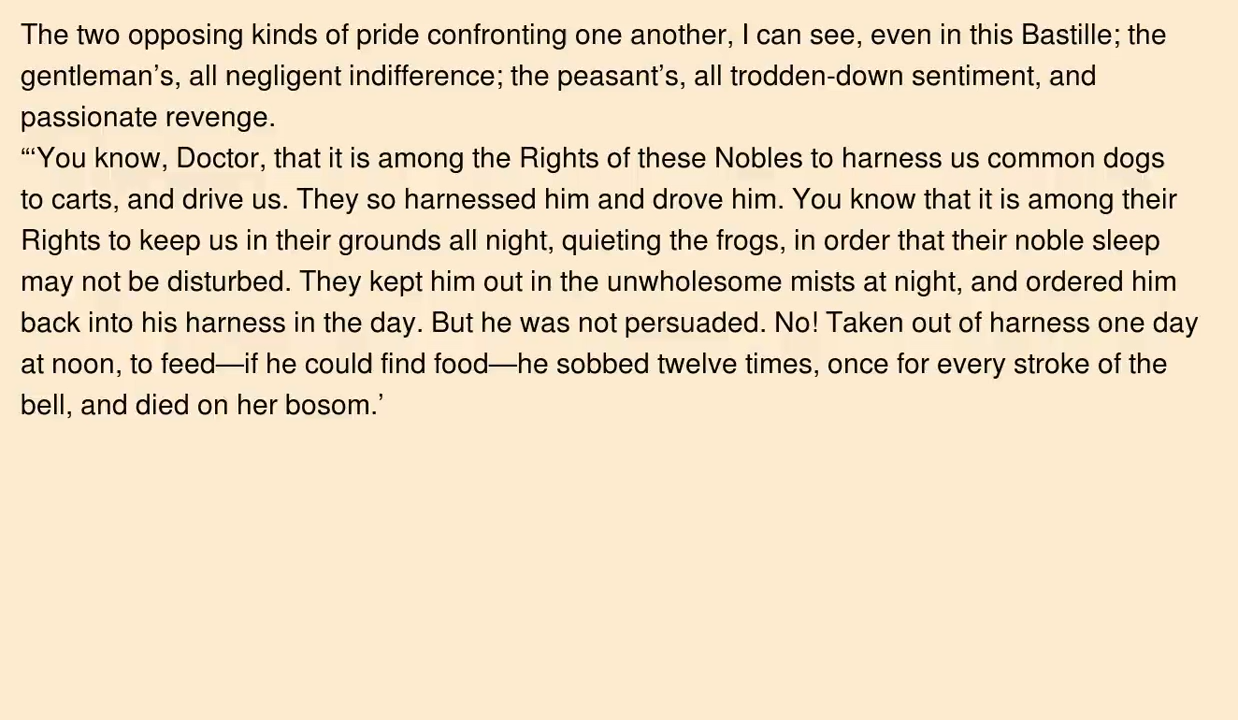 The two opposing kinds of pride confronting one another, I can see, even in this Bastille; the
gentleman’s, all negligent indifference; the peasant’s, all trodden-down sentiment, and
passionate revenge.
“‘You know, Doctor, that it is among the Rights of these Nobles to harness us common dogs
to carts, and drive us. They so harnessed him and drove him. You know that it is among their
Rights to keep us in their grounds all night, quieting the frogs, in order that their noble sleep
may not be disturbed. They kept him out in the unwholesome mists at night, and ordered him
back into his harness in the day. But he was not persuaded. No! Taken out of harness one day
at noon, to feed—if he could find food—he sobbed twelve times, once for every stroke of the
bell, and died on her bosom.’